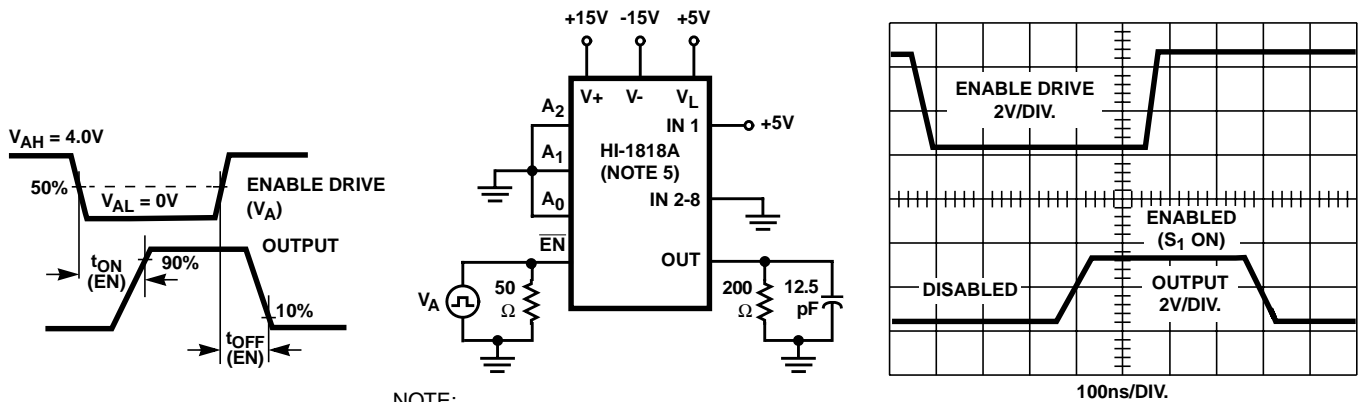 V_AH = 4.0V
50%
V_AL = 0V
ENABLE DRIVE
(V_A)
OUTPUT
t_ON
(EN)
90%
10%
t_OFF
(EN)
+15V -15V +5V
V+ V- V_L
A_2
A_1
A_0
EN
IN 1
+5V
HI-1818A
(NOTE 5)
IN 2-8
OUT
V_A
50
Ω
200
Ω
12.5
pF
NOTE:
ENABLE DRIVE
2V/DIV.
ENABLED
(S_1 ON)
DISABLED
OUTPUT
2V/DIV.
100ns/DIV.